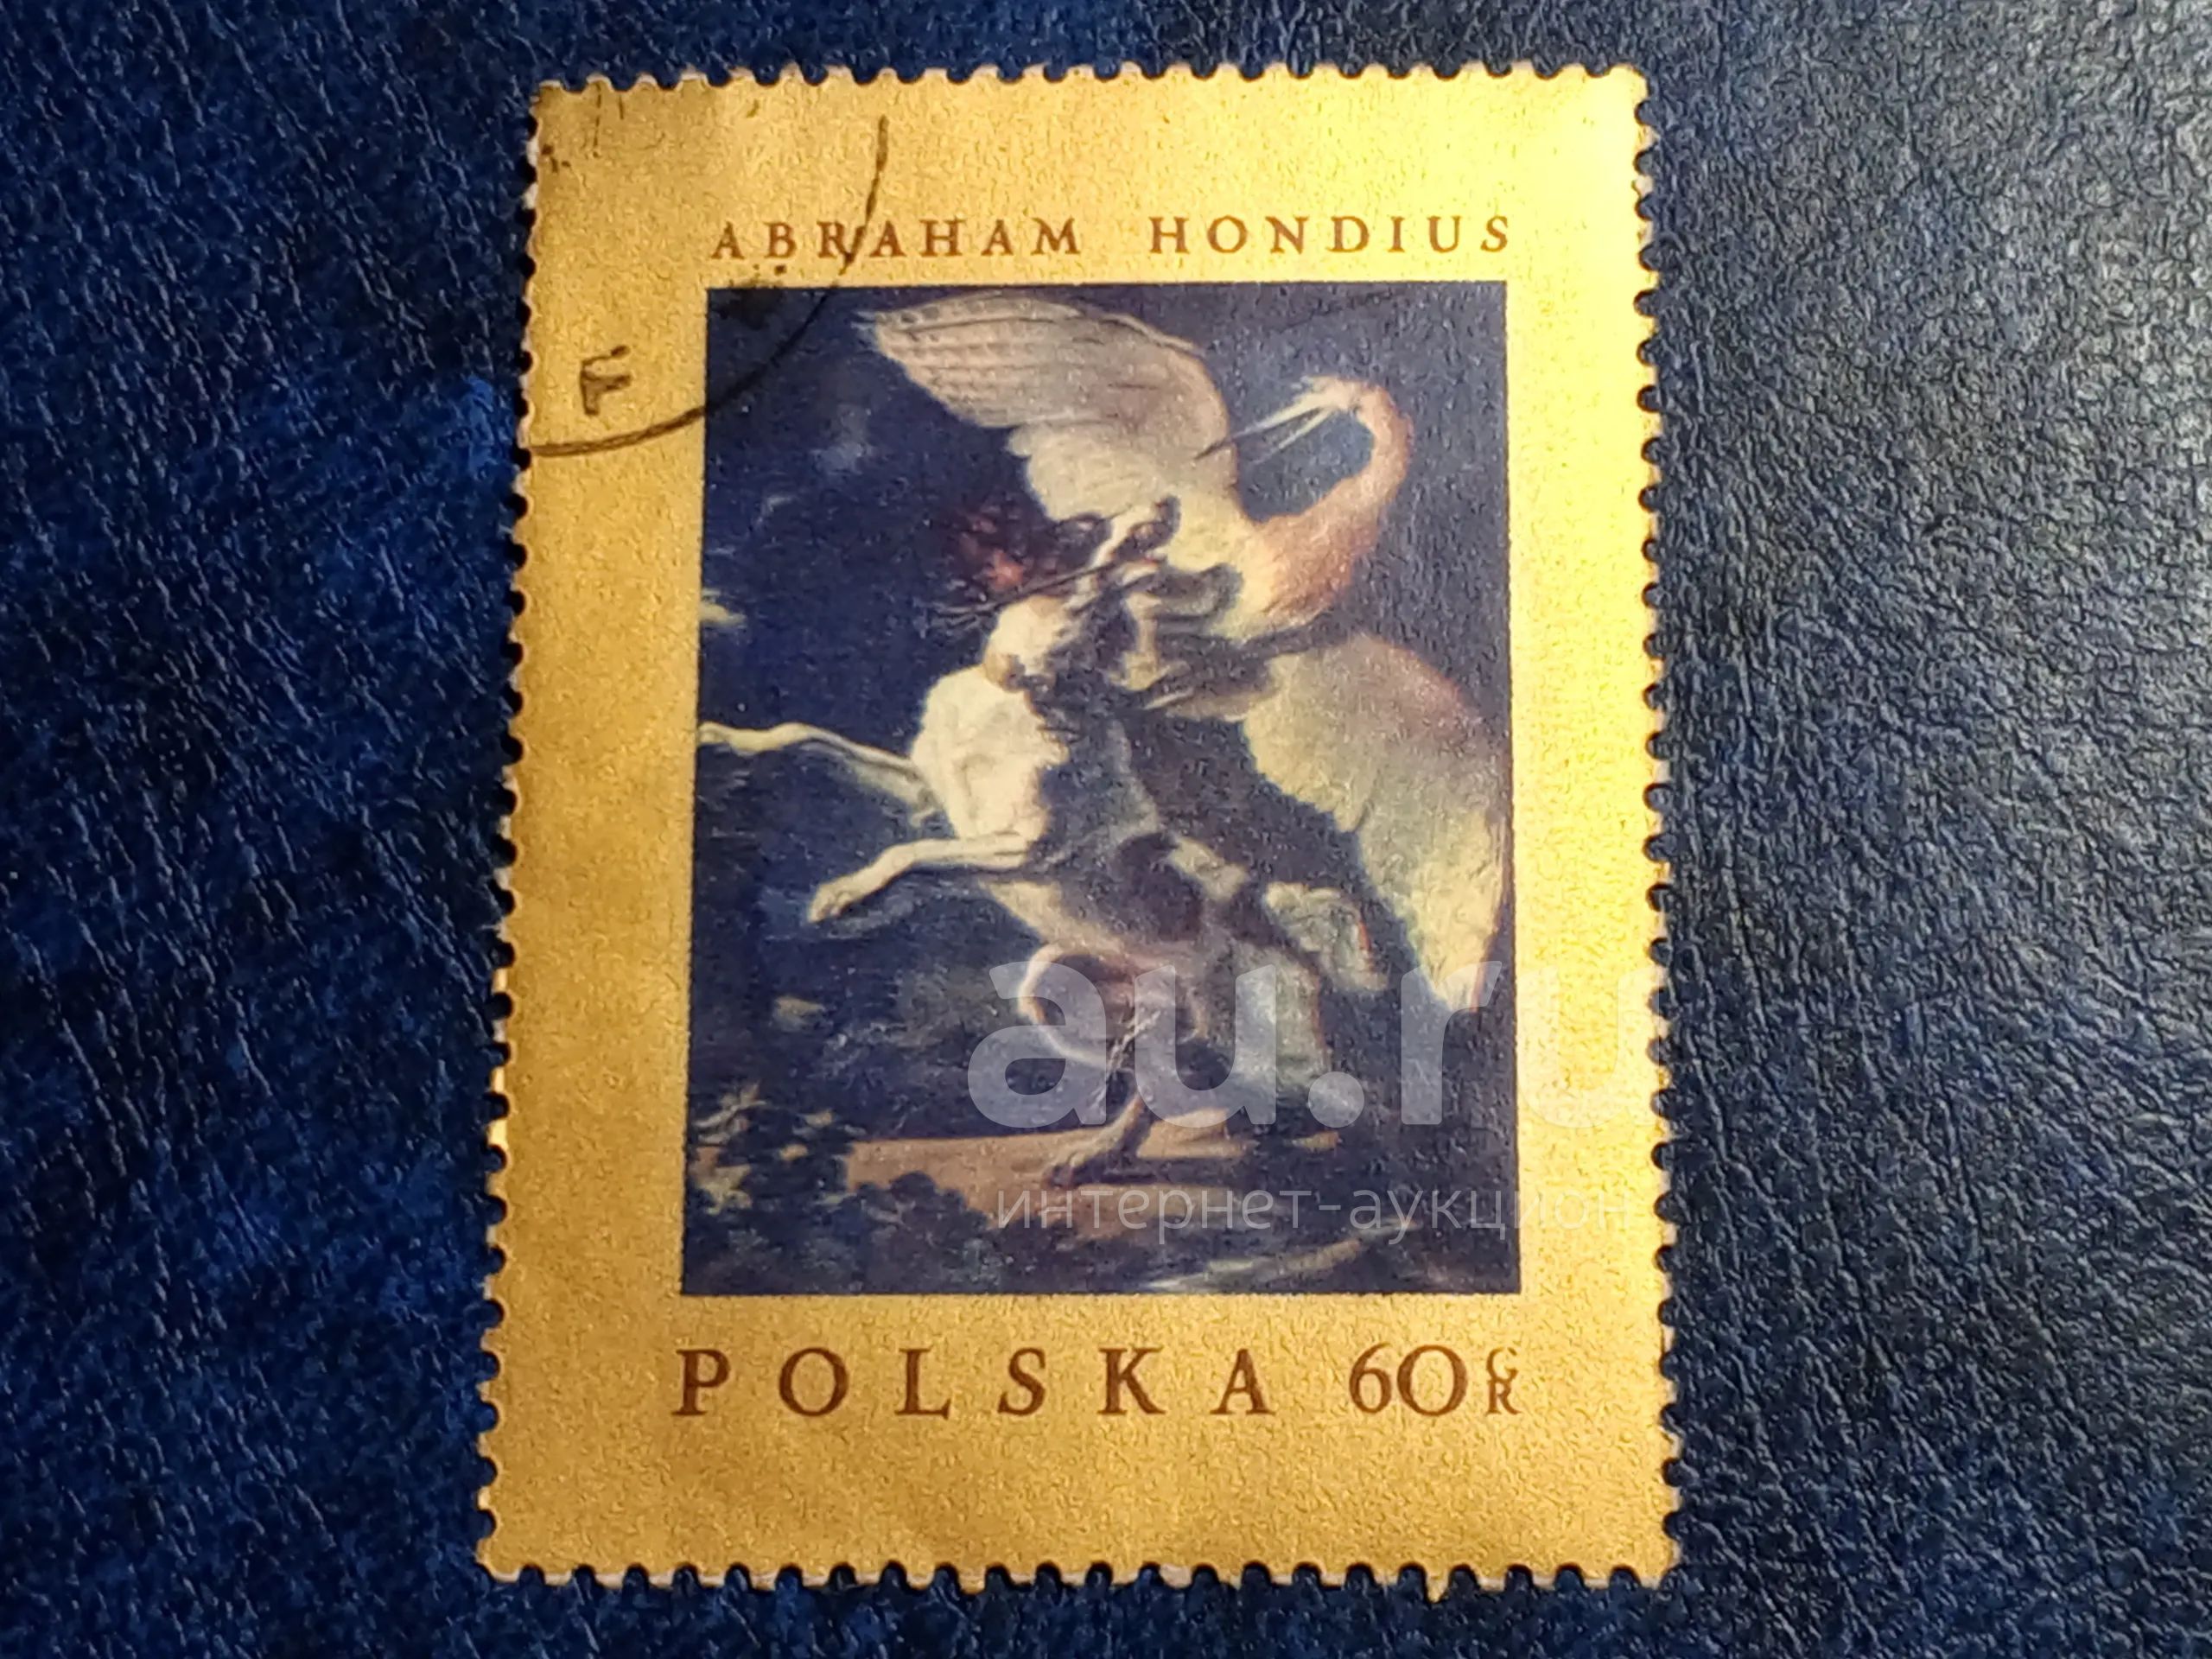 ABRAHAM HONDIUS
F
au.ru
интернет-аукцион
POLSKA 60 GR